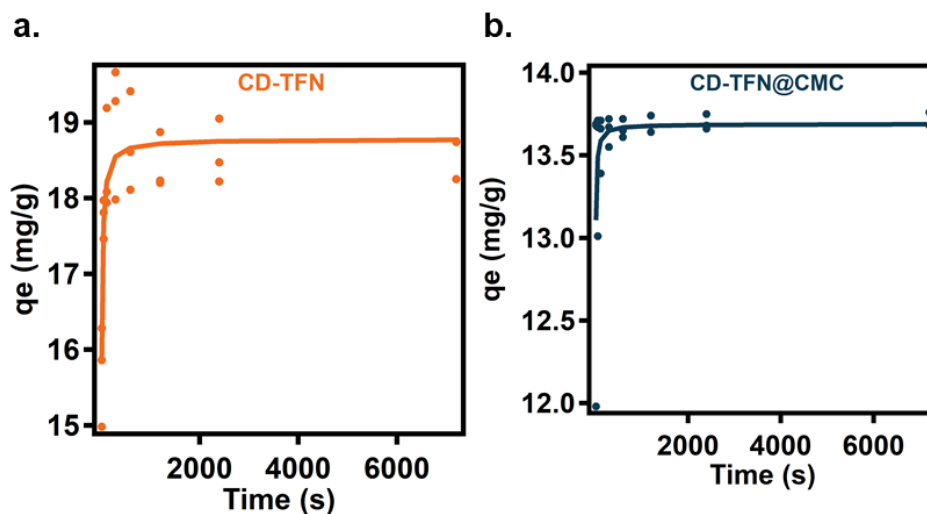 a.
CD-TFN
19
18
17
16
15
qe (mg/g)
2000 4000 6000
Time (s)
b.
CD-TFN@CMC
14.0
13.5
13.0
12.5
12.0
qe (mg/g)
2000 4000 6000
Time (s)